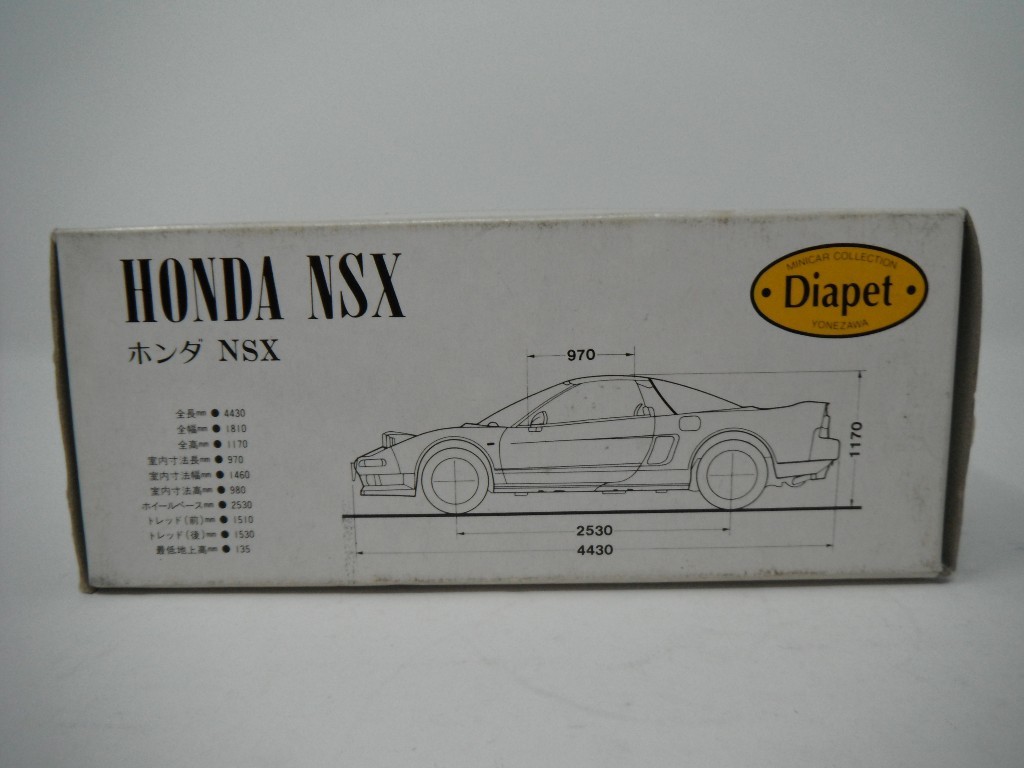 HONDA NSX
ホンダ NSX
MINICAR COLLECTION
• Diapet •
YONEZAWA
全長mm ● 4430
全幅mm ● 1810
全高mm ● 1170
室内寸法長mm ● 970
室内寸法幅mm ● 1460
室内寸法高mm ● 980
ホイールベースmm ● 2530
トレッド(前)mm ● 1510
トレッド(後)mm ● 1530
最低地上高mm ● 135
970
1170
2530
4430